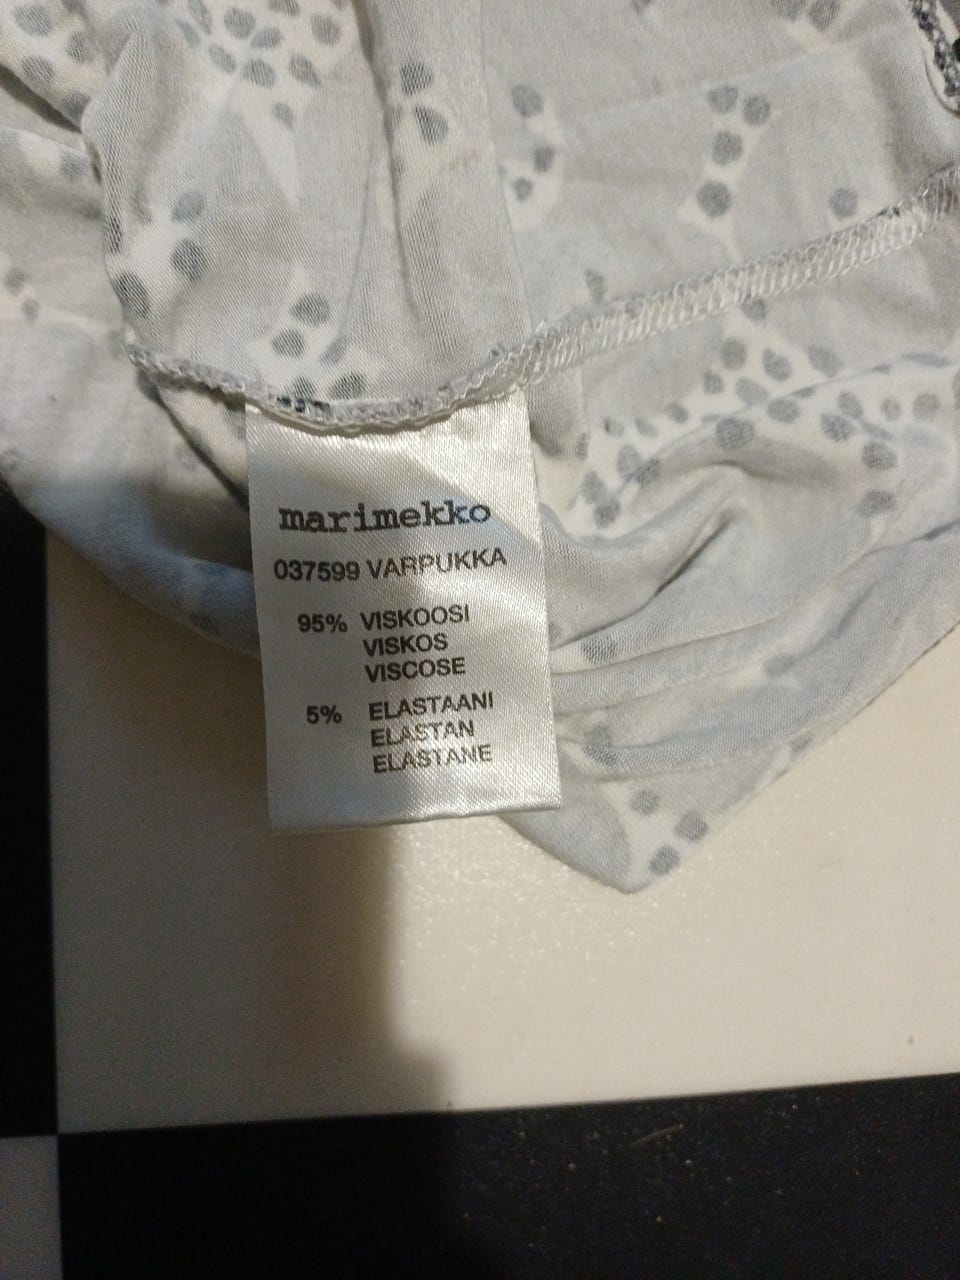 marimekko
037599 VARPUKKA
95% VISKOOSI
VISKOS
VISCOSE
5% ELASTAANI
ELASTAN
ELASTANE